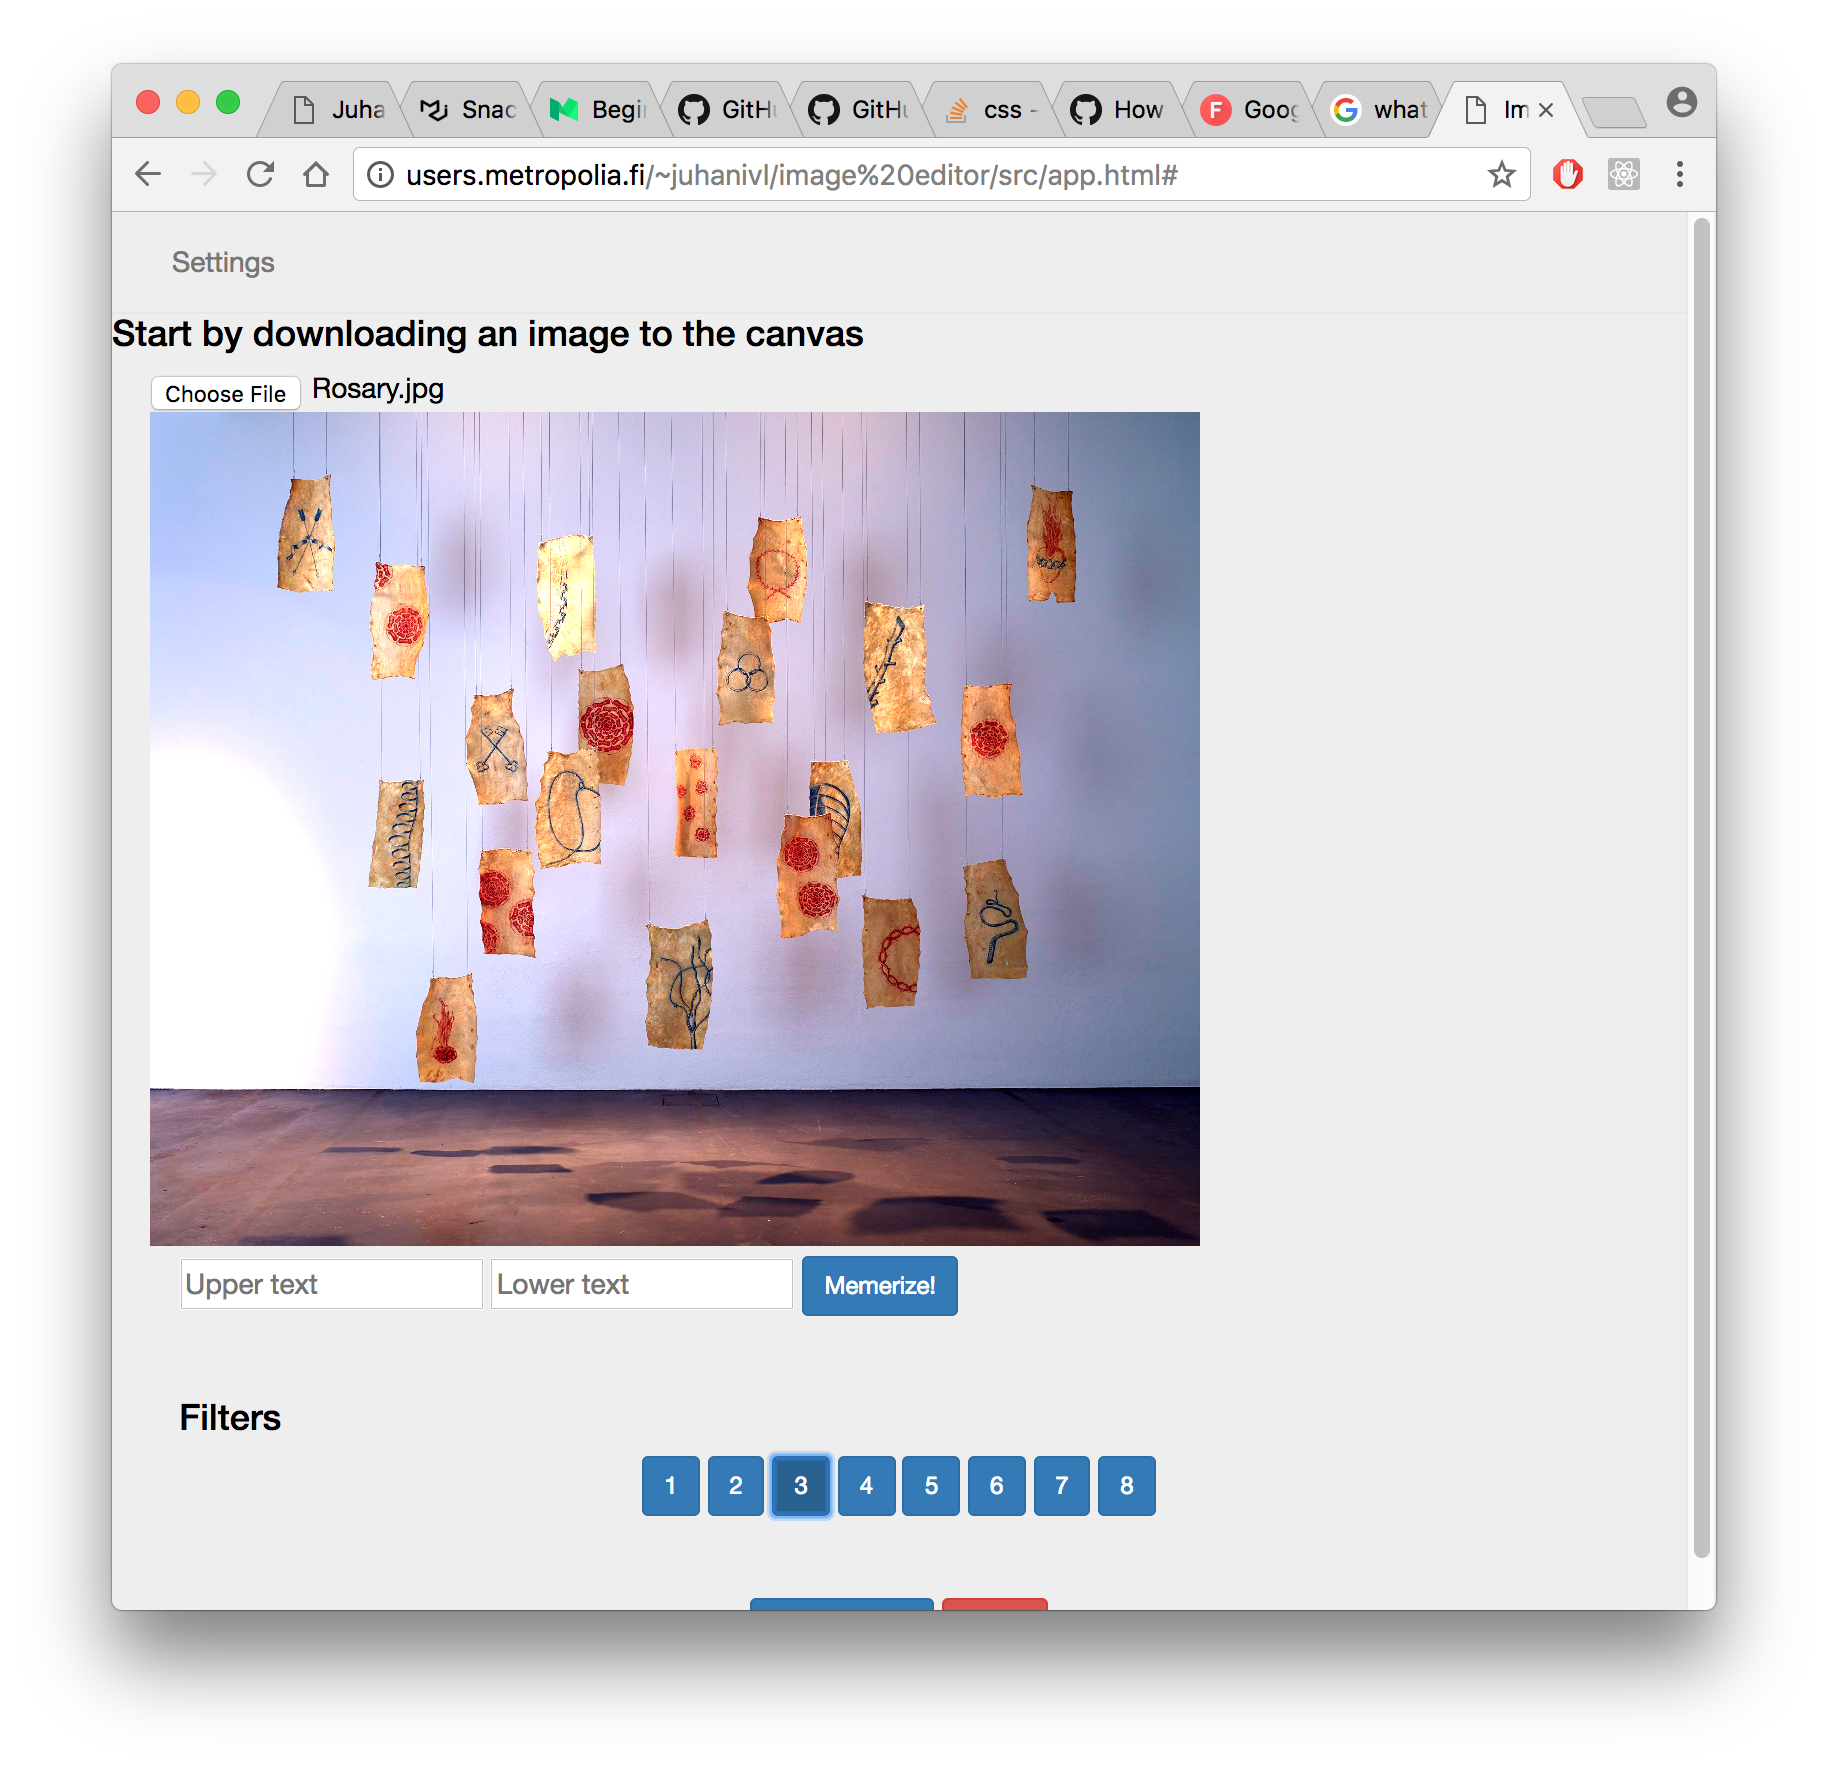 Juha
Snac
Begi
GitHu
GitHu
css -
How
F
Goog
G
what
Im
users.metropolia.fi/~juhanivl/image%20editor/src/app.html#
Settings
Start by downloading an image to the canvas
Choose File Rosary.jpg
Upper text Lower text Memerize!
Filters
1 2 3 4 5 6 7 8